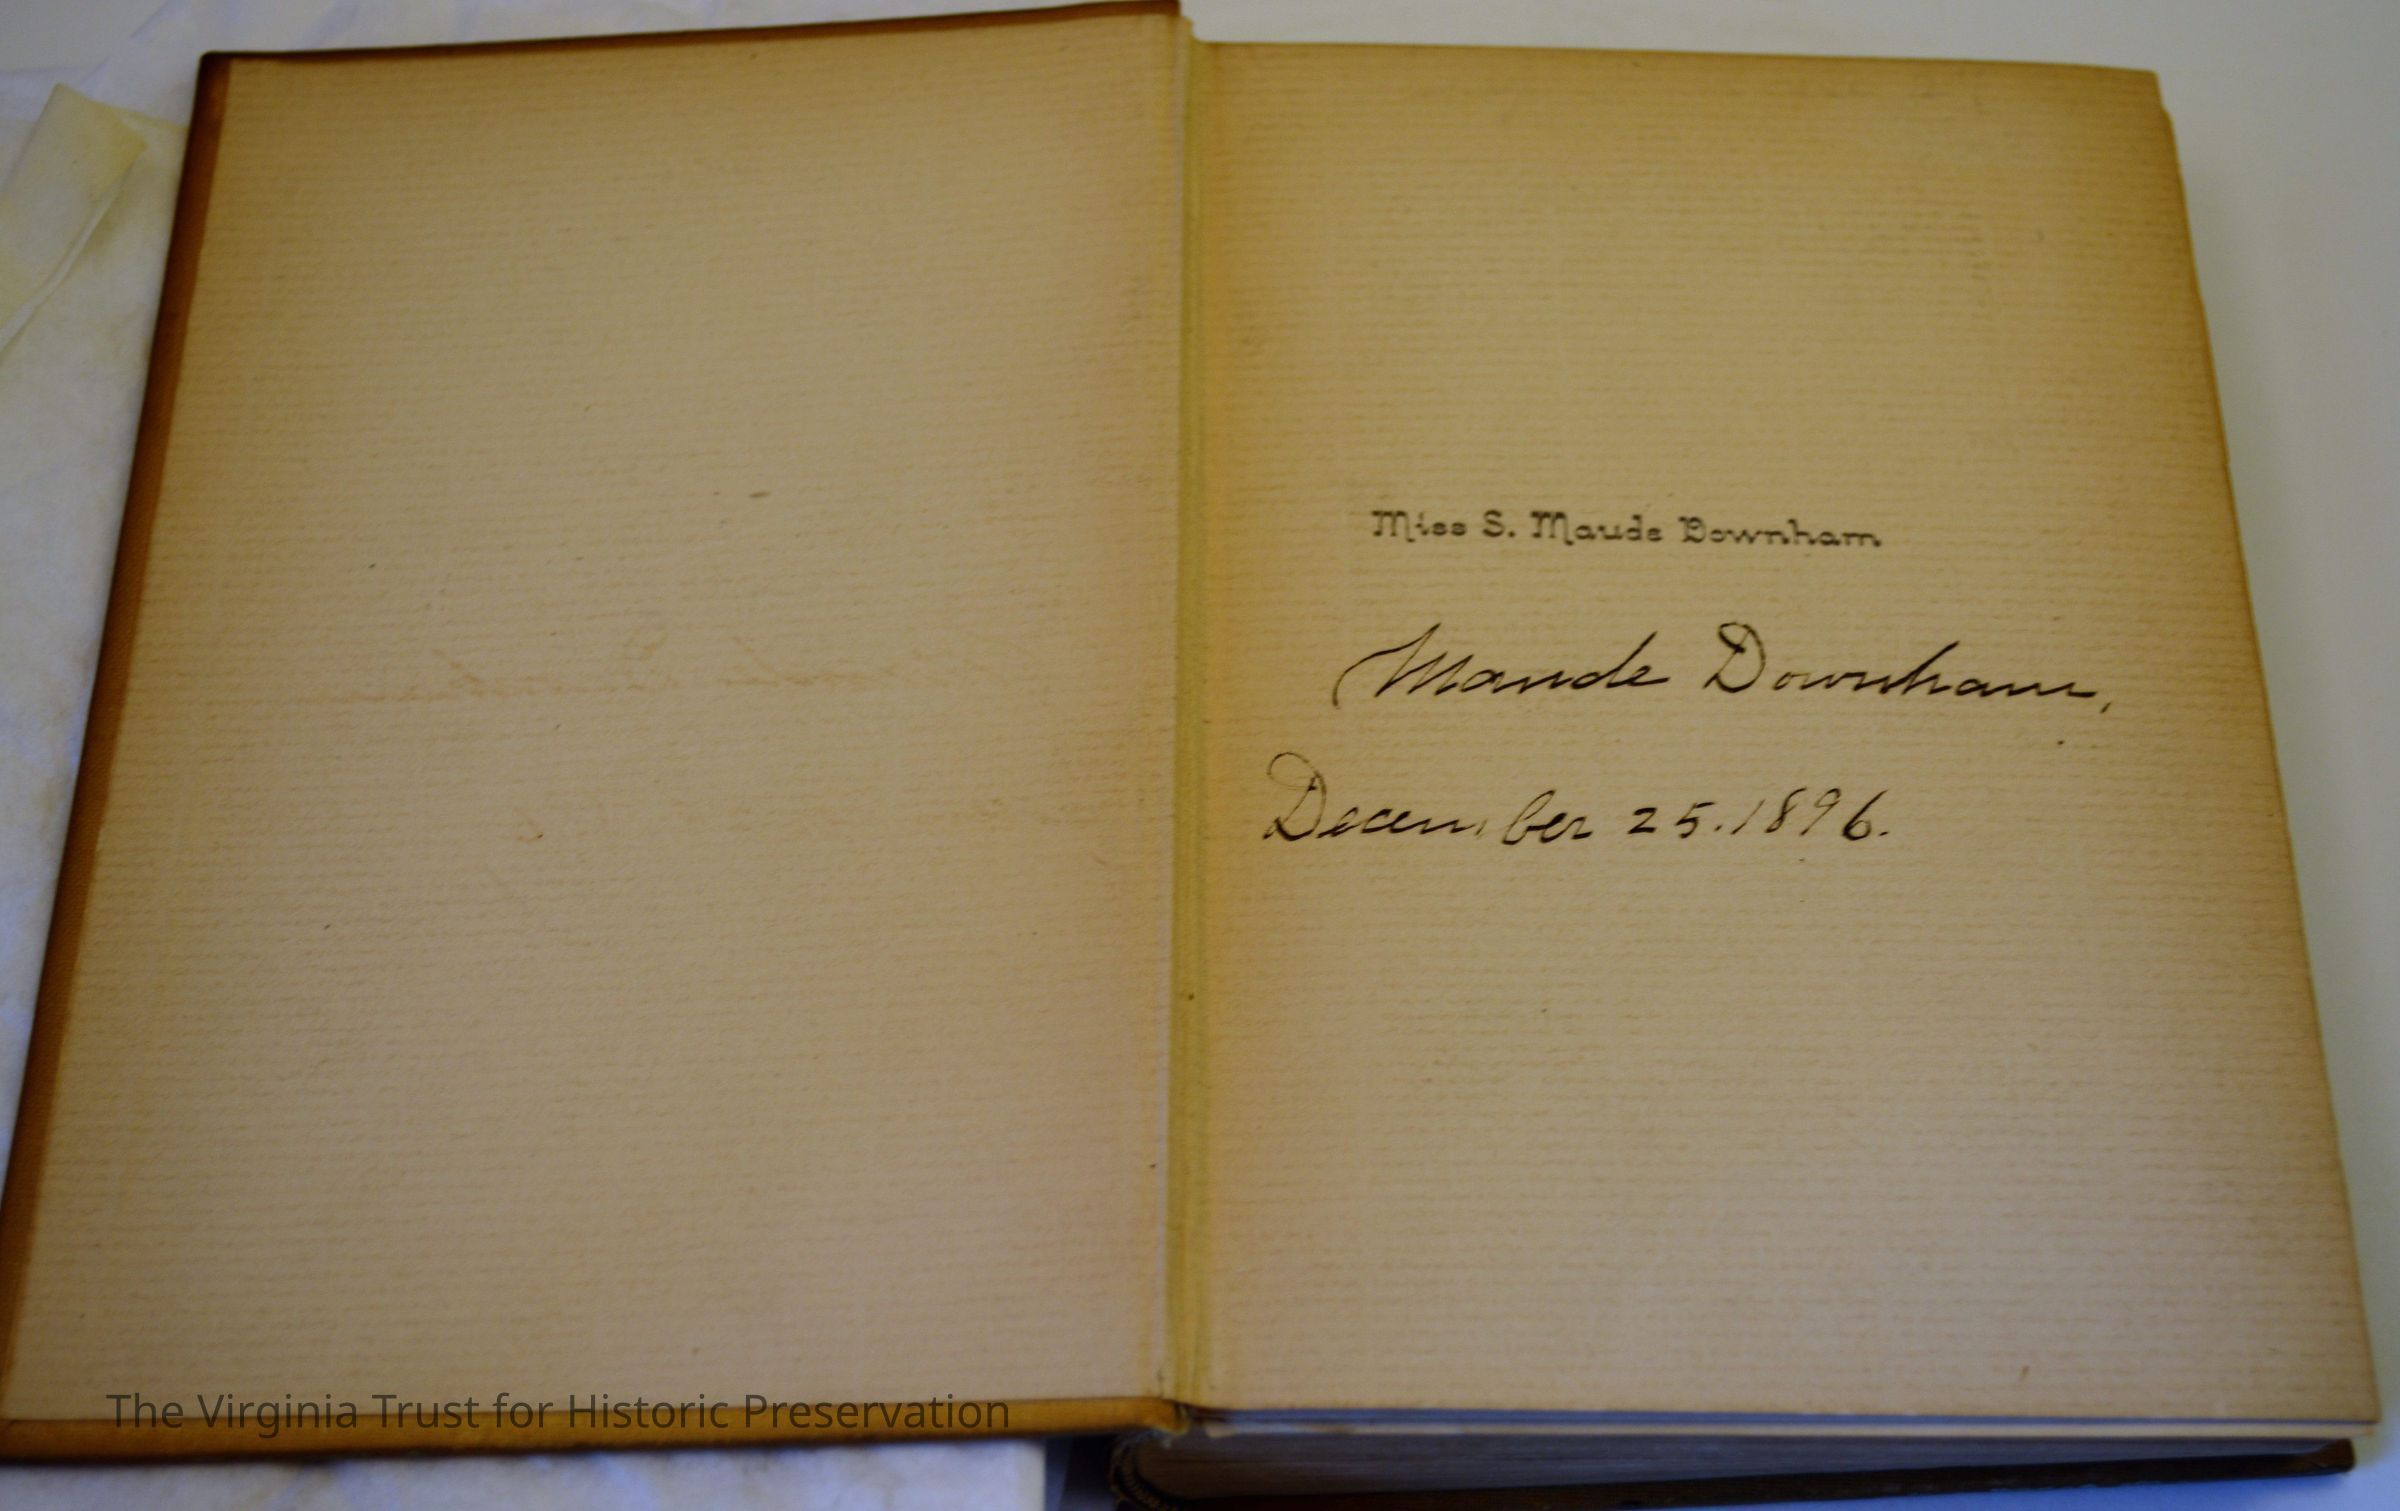 Miss S. Maude Downham
Maude Downham,
December 25. 1896.
The Virginia Trust for Historic Preservation